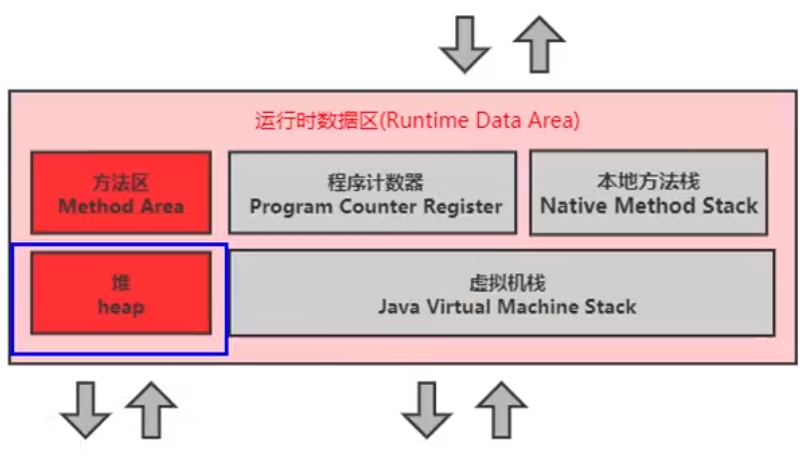 运行时数据区(Runtime Data Area)
方法区
Method Area
程序计数器
Program Counter Register
本地方法栈
Native Method Stack
堆
heap
虚拟机栈
Java Virtual Machine Stack